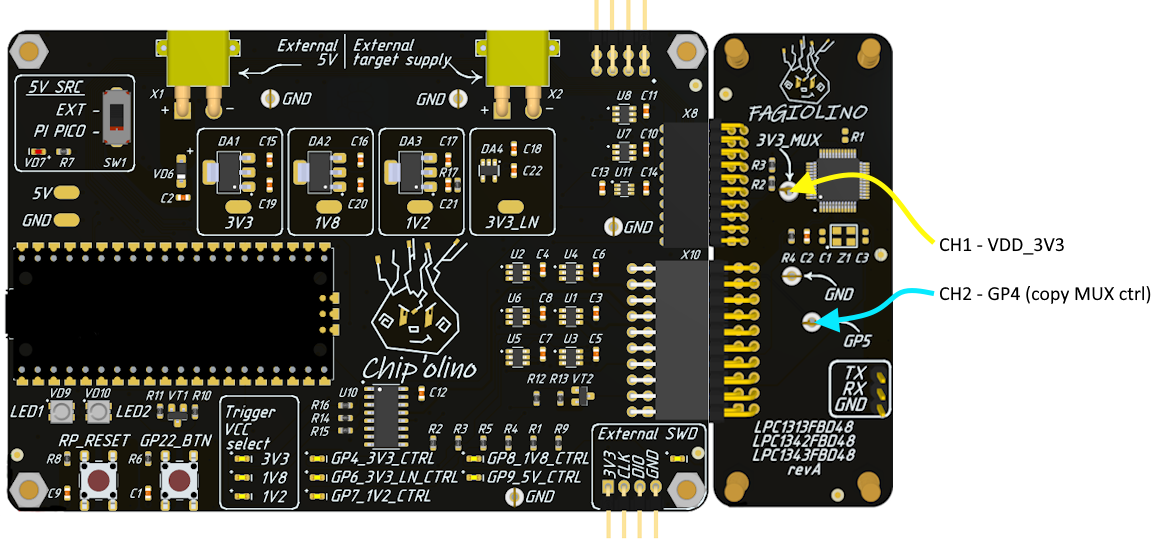 External
5V
External
target supply
5V SRC
EXT
PI PICO
VD7
R7
SW1
X1
+
-
GND
GND
+
-
X2
U8
C11
U7
C10
C13
U11
C14
GND
X8
DA1
C15
C19
3V3
DA2
C16
C20
1V8
DA3
C17
R17
C21
1V2
DA4
C18
C22
3V3_LN
+
VD6
C2
5V
GND
FAGIOLINO
3V3_MUX
R1
R3
R2
R4 C2 C1 Z1 C3
GND
GP5
TX
RX
GND
LPC1313FBD48
LPC1342FBD48
LPC1343FBD48
revA
CH1 - VDD_3V3
CH2 - GP4 (copy MUX ctrl)
X10
U2
C4
U4
C6
U6
C8
U1
C3
U5
C7
U3
C5
R12 R13 VT2
Chip'olino
U10
C12
R16
R14
R15
R2 R3 R5 R4 R1 R9
VD9
VD10
R11 VT1 R10
LED1
LED2
RP_RESET
GP22_BTN
R8
R6
C9
C1
Trigger
VCC
select
3V3
1V8
1V2
GP4_3V3_CTRL
GP6_3V3_LN_CTRL
GP7_1V2_CTRL
GP8_1V8_CTRL
GP9_5V_CTRL
GND
External SWD
3V3
CLK
DIO
GND